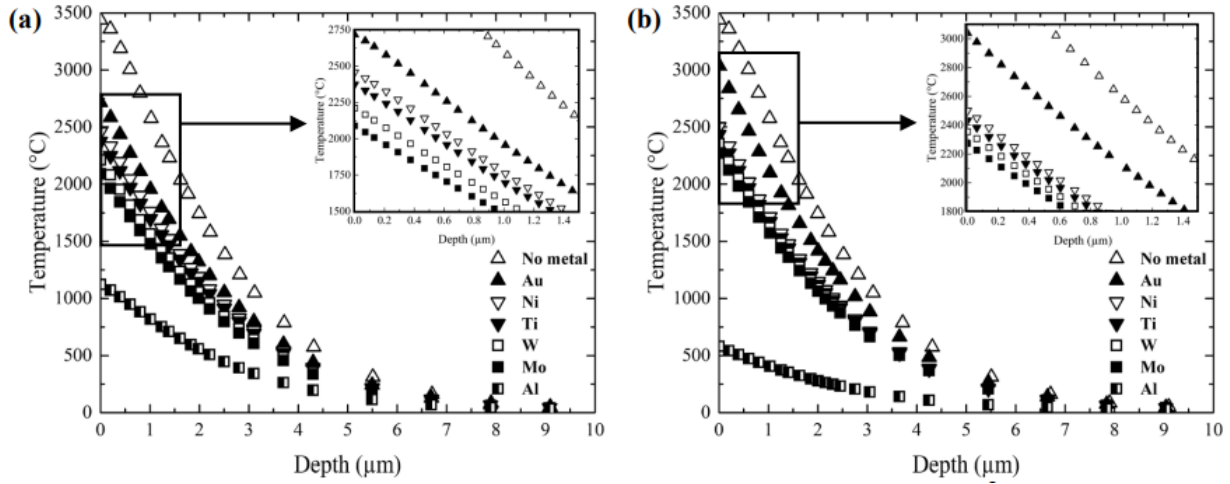 (a)
3500
3000
2500
2000
1500
1000
500
0
Temperature (°C)
0 1 2 3 4 5 6 7 8 9 10
Depth (µm)
2750
2500
2250
2000
1750
1500
Temperature (°C)
0.0 0.2 0.4 0.6 0.8 1.0 1.2 1.4
Depth (µm)
No metal
Au
Ni
Ti
W
Mo
Al
(b)
3500
3000
2500
2000
1500
1000
500
0
Temperature (°C)
0 1 2 3 4 5 6 7 8 9 10
Depth (µm)
3000
2800
2600
2400
2200
2000
1800
Temperature (°C)
0.0 0.2 0.4 0.6 0.8 1.0 1.2 1.4
Depth (µm)
No metal
Au
Ni
Ti
W
Mo
Al